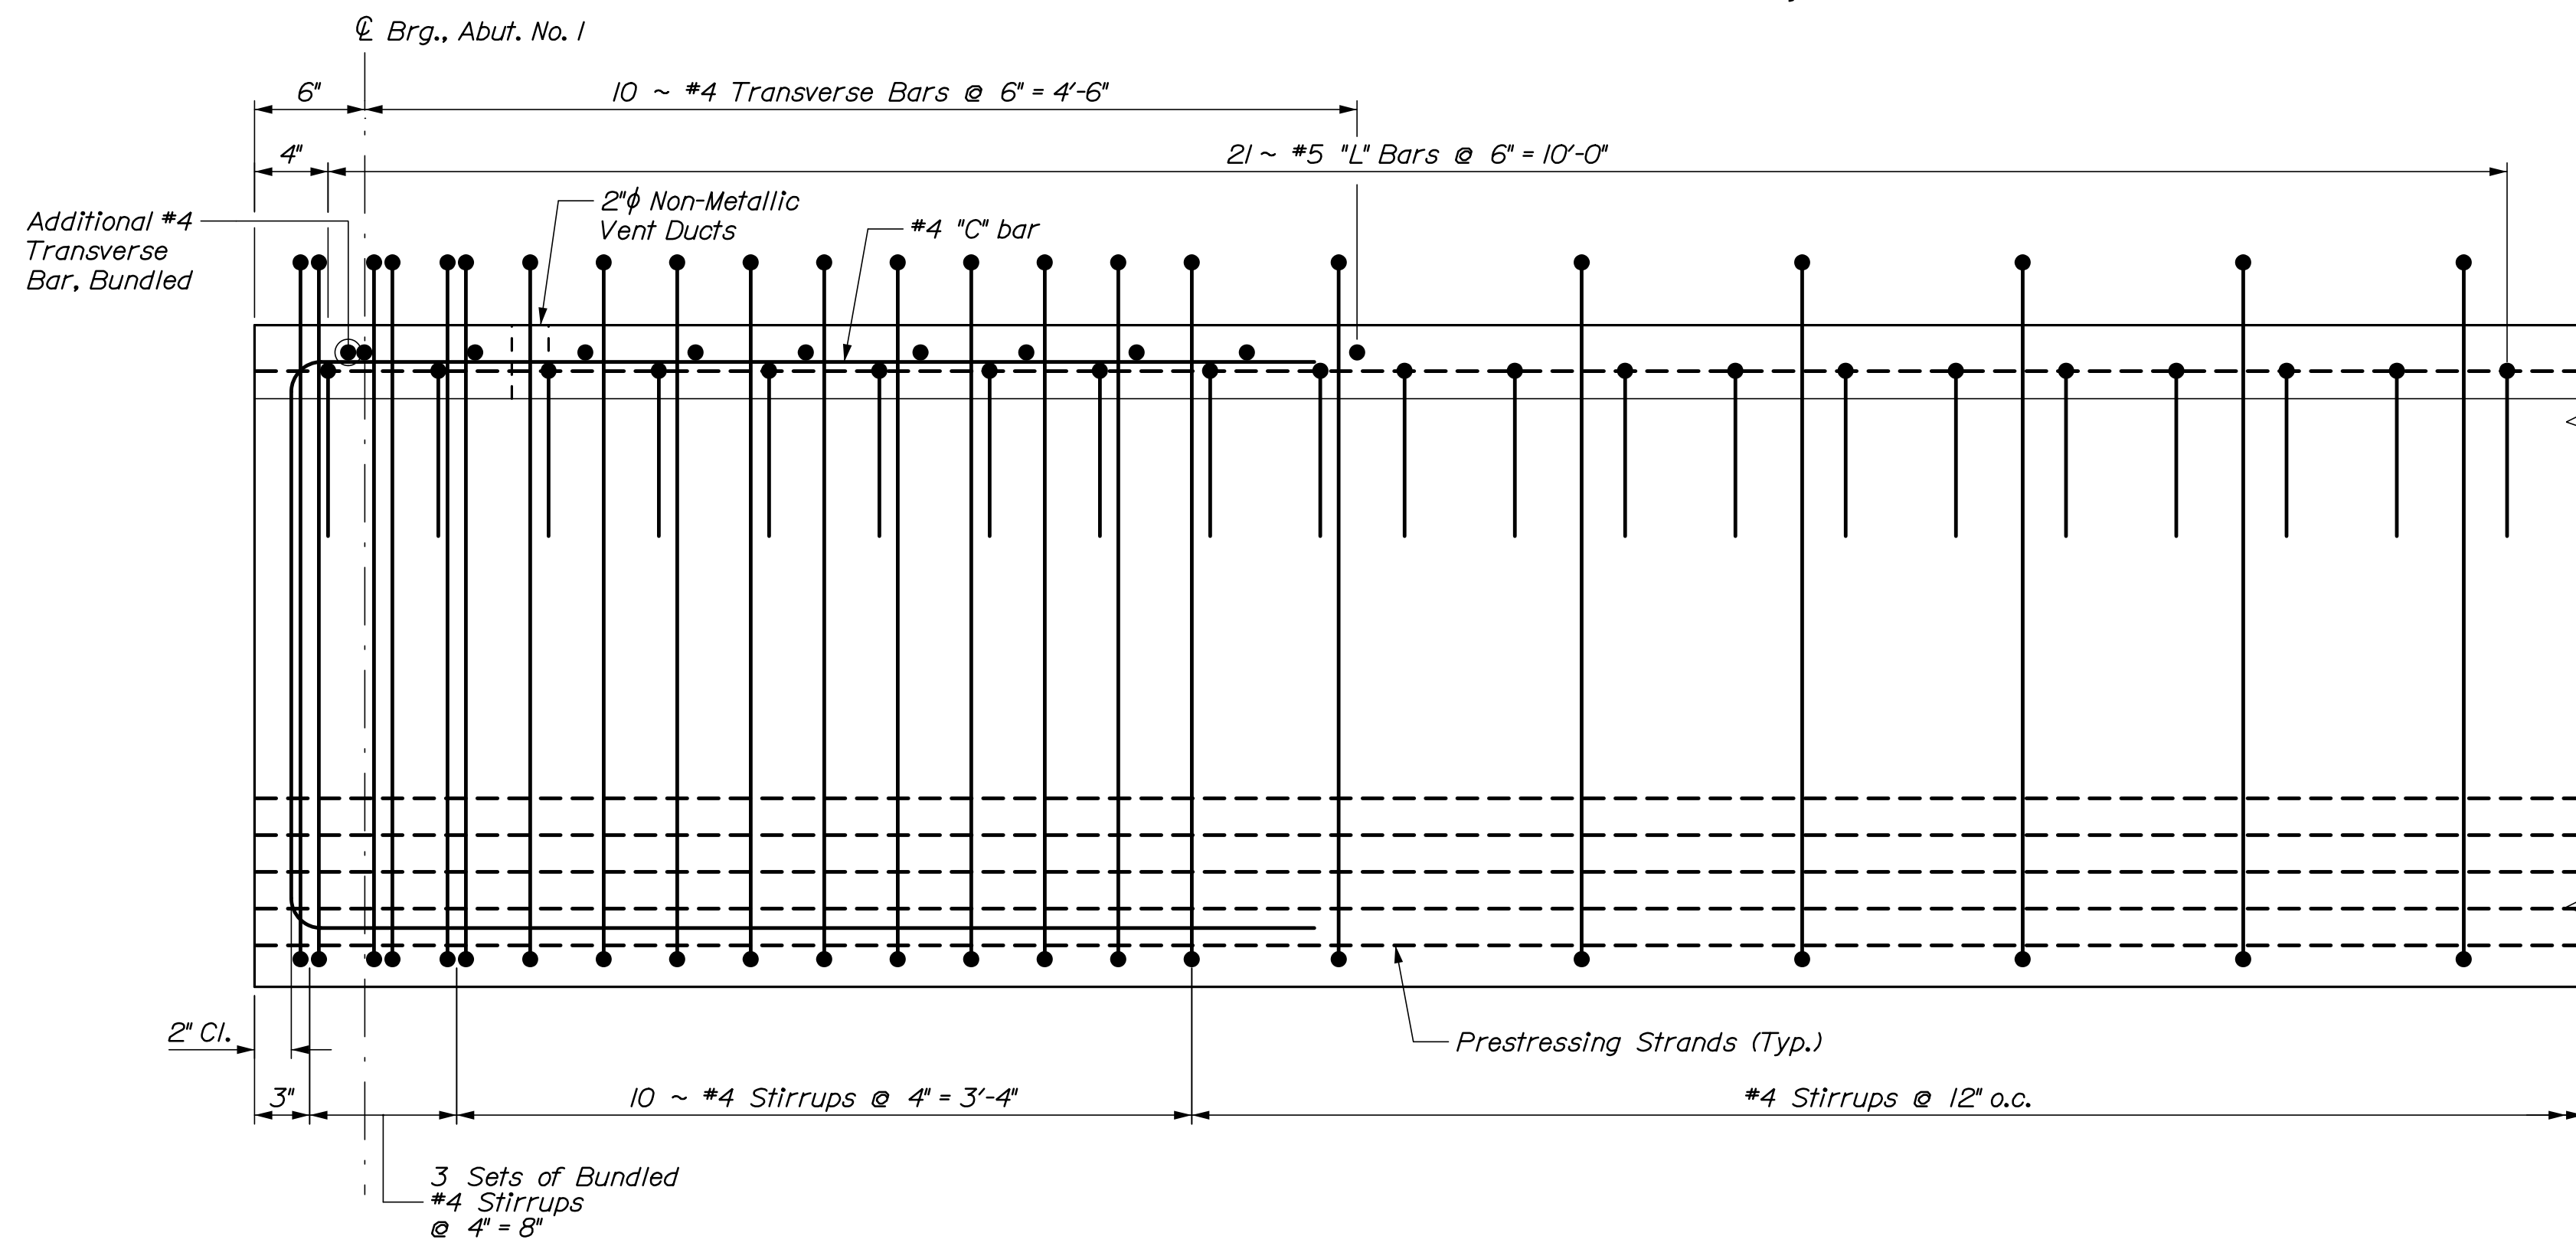 ℄ Brg., Abut. No. 1
6"
10 ~ #4 Transverse Bars @ 6" = 4'-6"
4"
21 ~ #5 "L" Bars @ 6" = 10'-0"
Additional #4
Transverse
Bar, Bundled
2"ϕ Non-Metallic
Vent Ducts
#4 "C" bar
2" Cl.
Prestressing Strands (Typ.)
3"
10 ~ #4 Stirrups @ 4" = 3'-4"
#4 Stirrups @ 12" o.c.
3 Sets of Bundled
#4 Stirrups
@ 4" = 8"